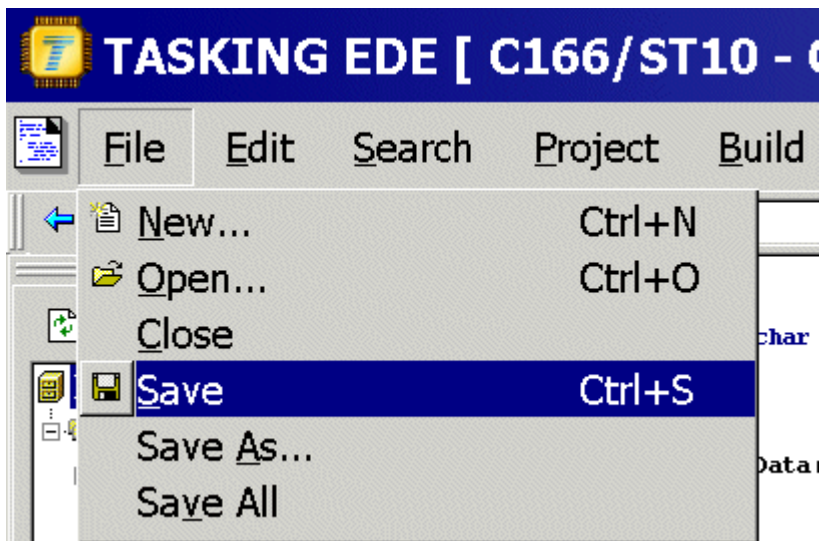 TASKING EDE [ C166/ST10 -
File Edit Search Project Build
New... Ctrl+N
Open... Ctrl+O
Close
char
Save Ctrl+S
Save As...
Data
Save All